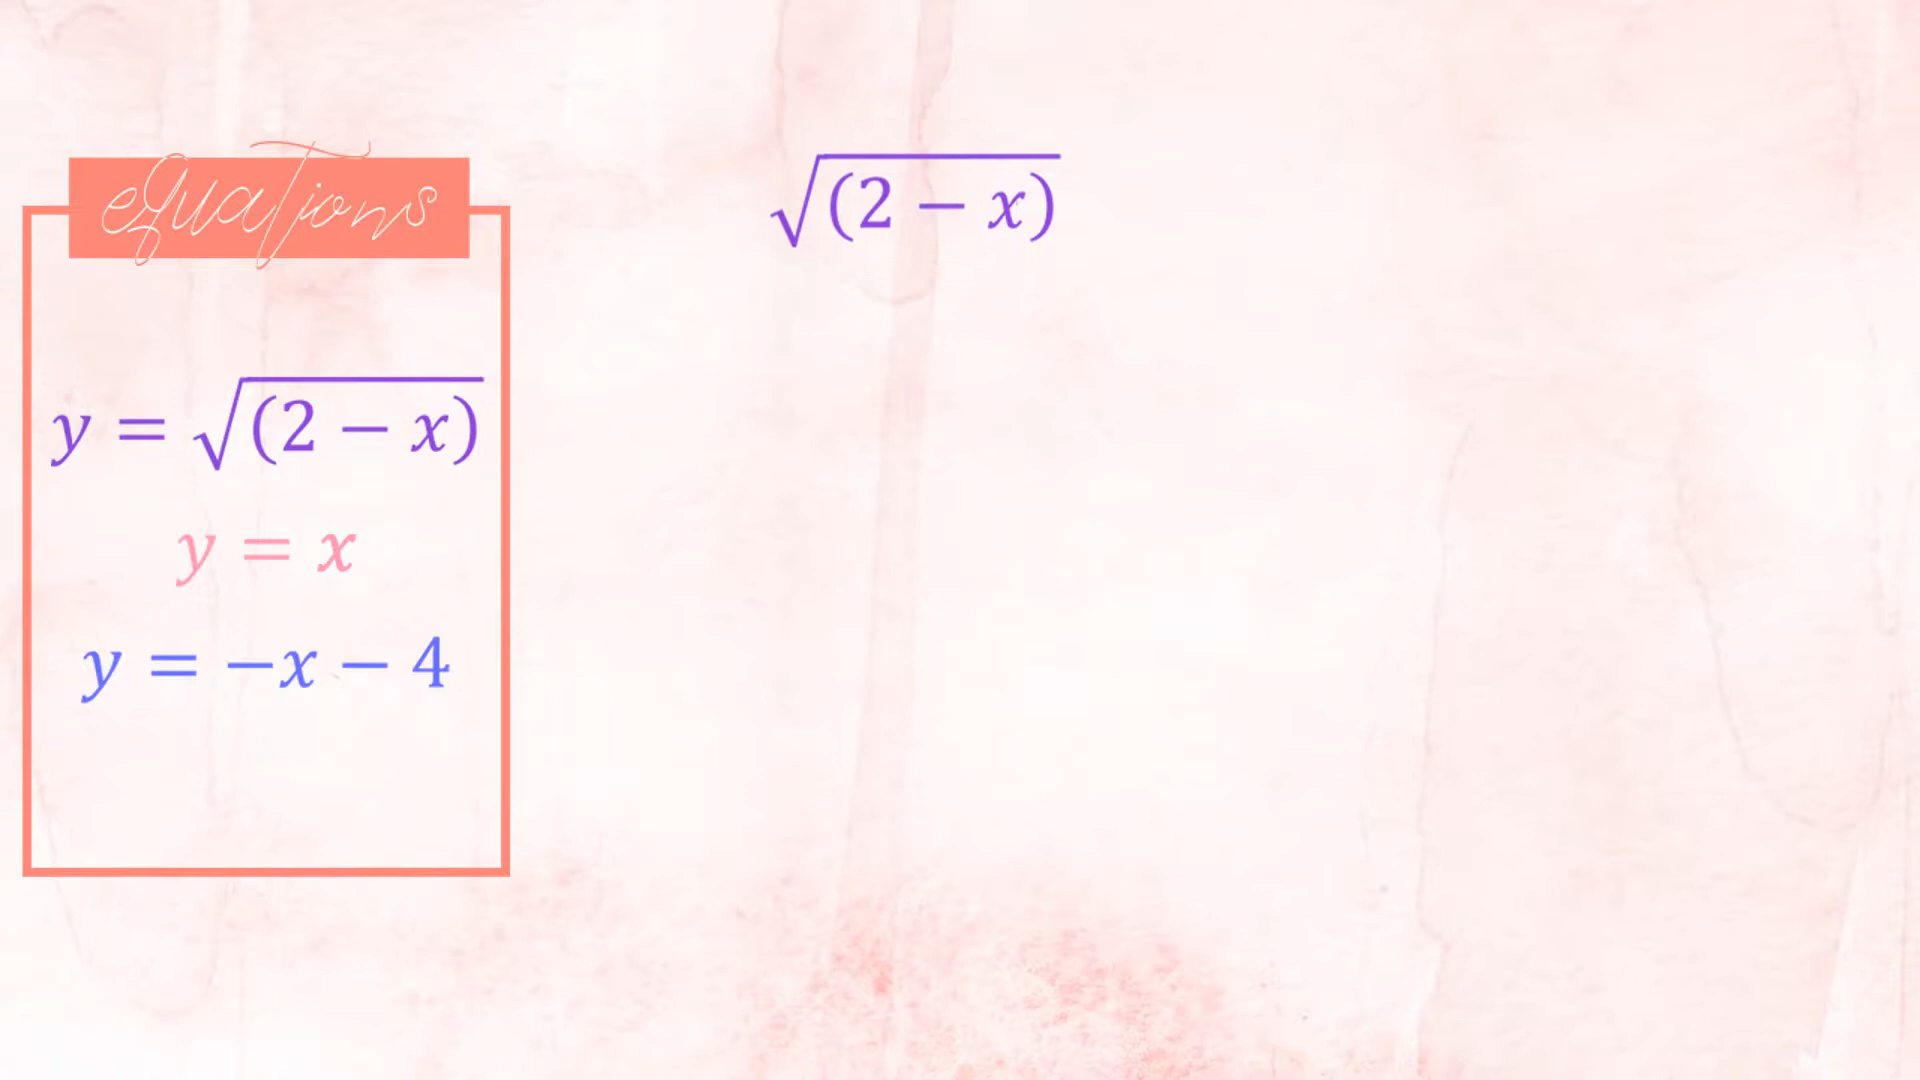 equations
√(2 − x)
y = √(2 − x)
y = x
y = −x − 4